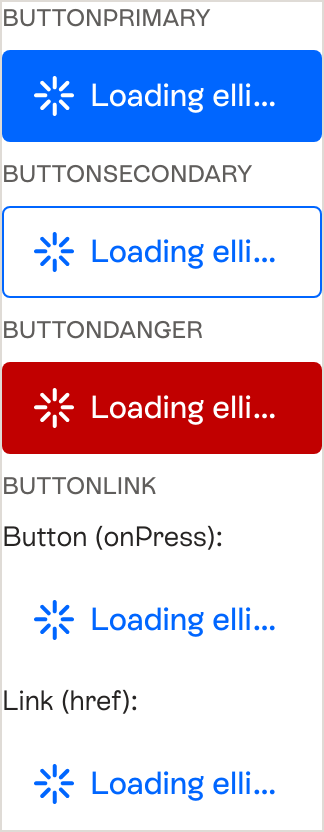 BUTTONPRIMARY
Loading elli...
BUTTONSECONDARY
Loading elli...
BUTTONDANGER
Loading elli...
BUTTONLINK
Button (onPress):
Loading elli...
Link (href):
Loading elli...